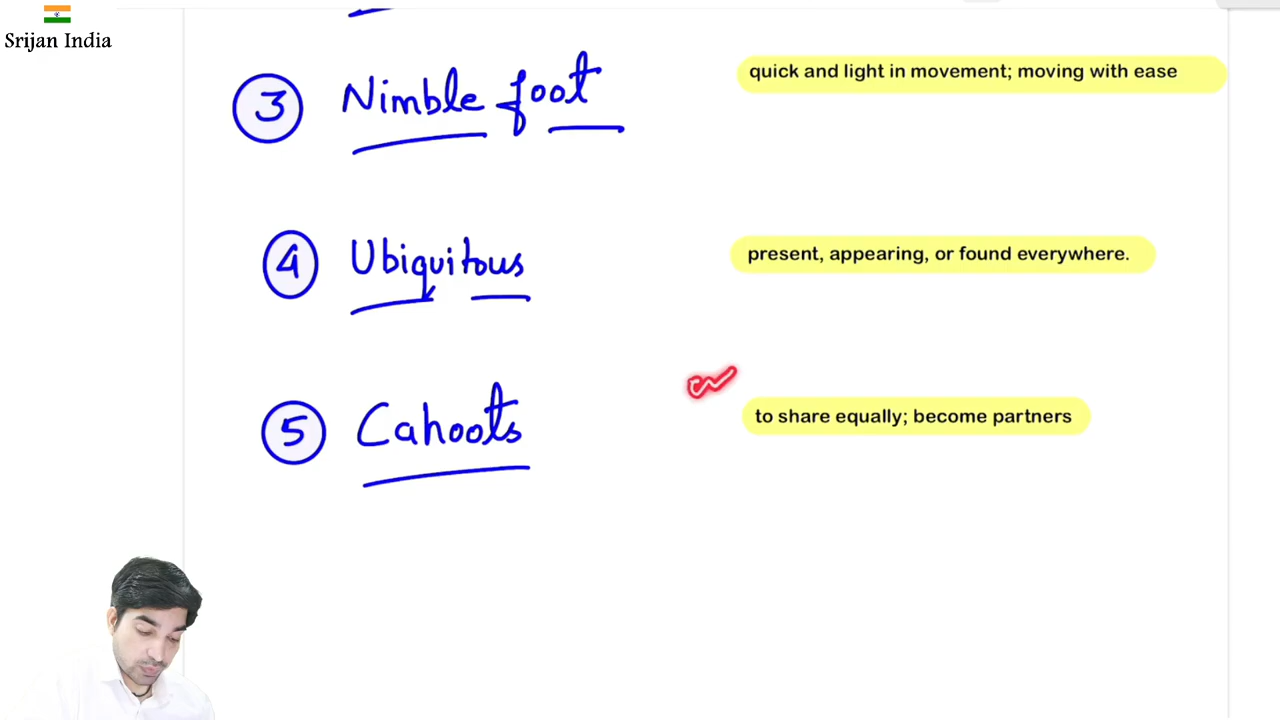 Srijan India
3 Nimble foot
quick and light in movement; moving with ease
4 Ubiquitous
present, appearing, or found everywhere.
5 Cahoots
to share equally; become partners